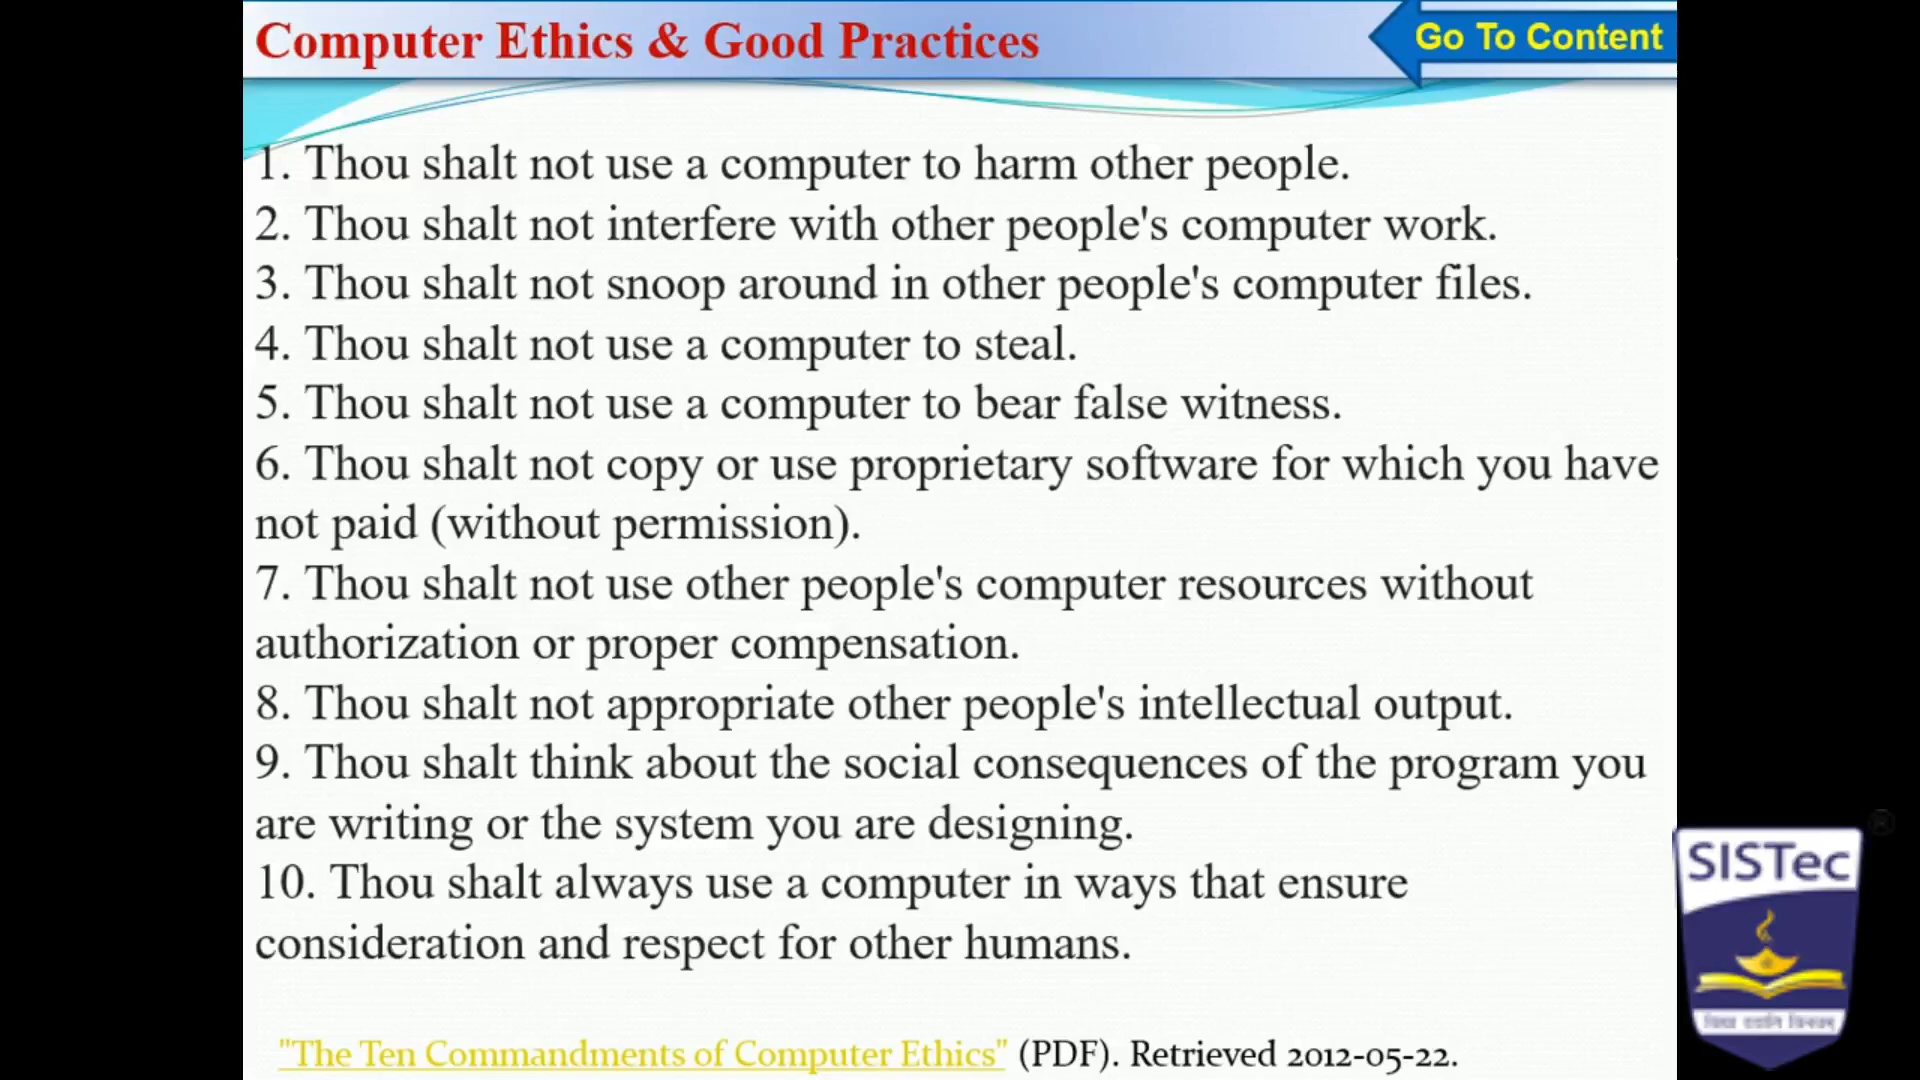 Computer Ethics & Good Practices
Go To Content
1. Thou shalt not use a computer to harm other people.
2. Thou shalt not interfere with other people's computer work.
3. Thou shalt not snoop around in other people's computer files.
4. Thou shalt not use a computer to steal.
5. Thou shalt not use a computer to bear false witness.
6. Thou shalt not copy or use proprietary software for which you have
not paid (without permission).
7. Thou shalt not use other people's computer resources without
authorization or proper compensation.
8. Thou shalt not appropriate other people's intellectual output.
9. Thou shalt think about the social consequences of the program you
are writing or the system you are designing.
10. Thou shalt always use a computer in ways that ensure
consideration and respect for other humans.
"The Ten Commandments of Computer Ethics" (PDF). Retrieved 2012-05-22.
SISTec